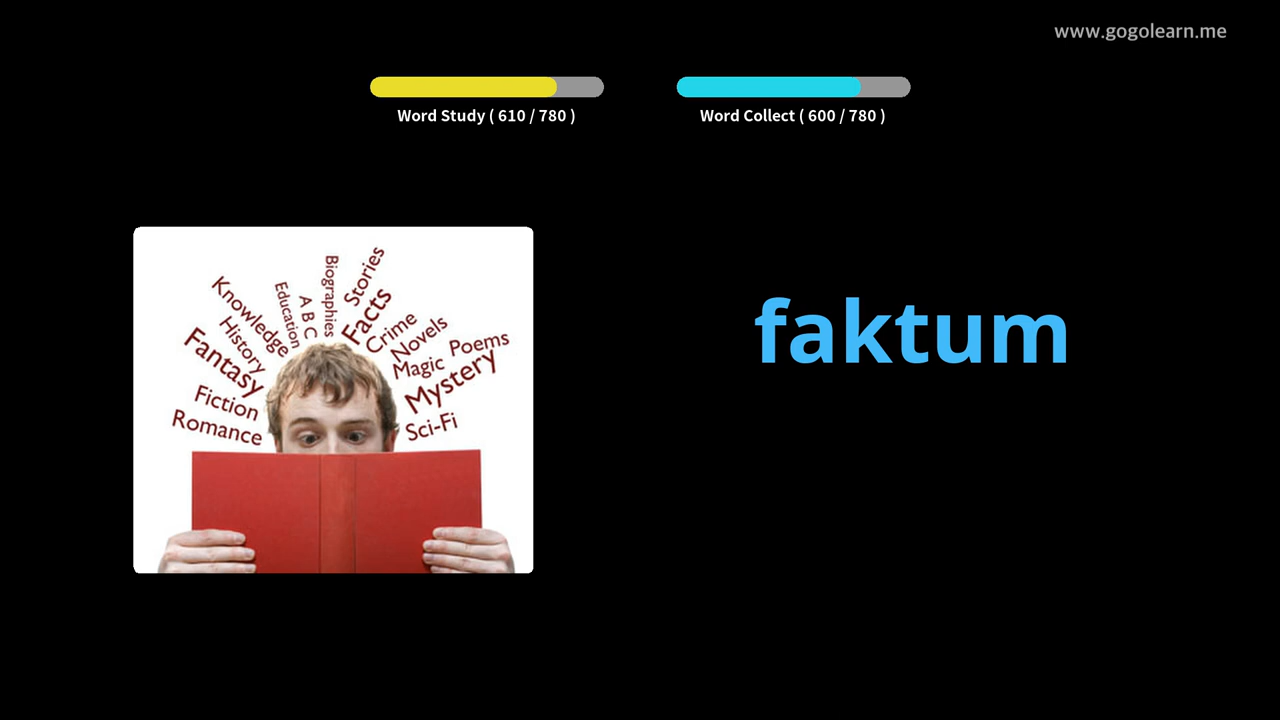 www.gogolearn.me
Word Study ( 610 / 780 )
Word Collect ( 600 / 780 )
faktum
Romance
Fiction
Fantasy
History
Knowledge
Education
A B C
Biographies
Stories
Facts
Crime
Novels
Magic
Poems
Mystery
Sci-Fi